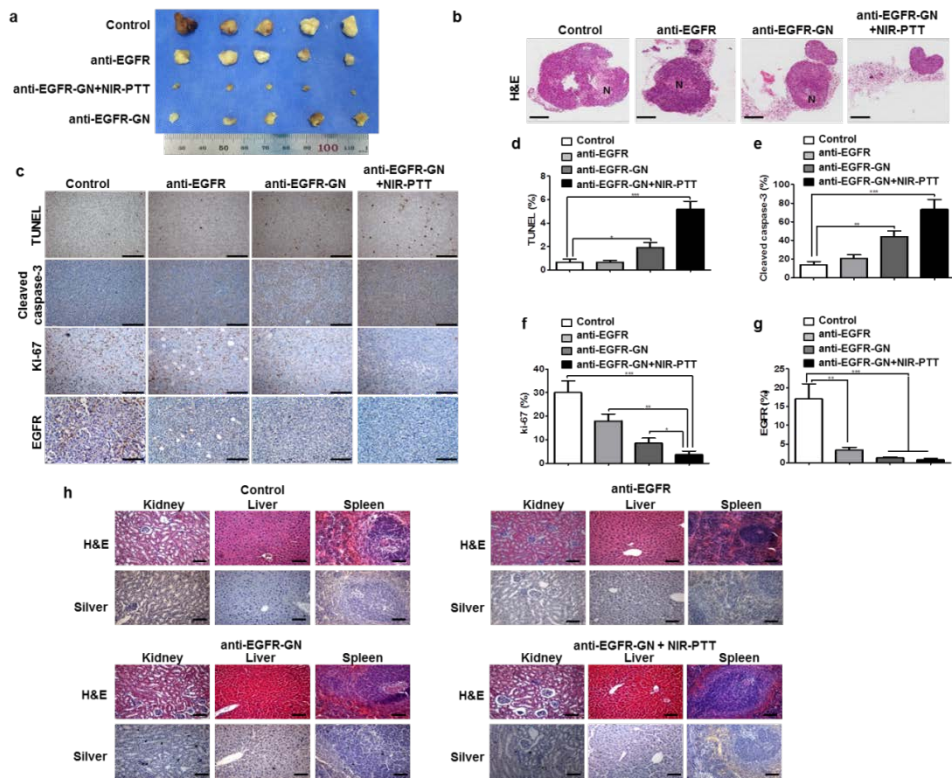 a
Control
anti-EGFR
anti-EGFR-GN+NIR-PTT
anti-EGFR-GN
100
b
Control
anti-EGFR
anti-EGFR-GN
anti-EGFR-GN
+NIR-PTT
H&E
N
N
N
c
Control
anti-EGFR
anti-EGFR-GN
anti-EGFR-GN
+NIR-PTT
TUNEL
Cleaved
caspase-3
Ki-67
EGFR
d
Control
anti-EGFR
anti-EGFR-GN
anti-EGFR-GN+NIR-PTT
TUNEL (%)
8
6
4
2
0
***
*
e
Control
anti-EGFR
anti-EGFR-GN
anti-EGFR-GN+NIR-PTT
Cleaved caspase-3 (%)
100
80
60
40
20
0
***
**
f
Control
anti-EGFR
anti-EGFR-GN
anti-EGFR-GN+NIR-PTT
ki-67 (%)
40
30
20
10
0
***
**
*
g
Control
anti-EGFR
anti-EGFR-GN
anti-EGFR-GN+NIR-PTT
EGFR (%)
25
20
15
10
5
0
**
***
h
Control
Kidney Liver Spleen
H&E
Silver
anti-EGFR
Kidney Liver Spleen
H&E
Silver
anti-EGFR-GN
Kidney Liver Spleen
H&E
Silver
anti-EGFR-GN + NIR-PTT
Kidney Liver Spleen
H&E
Silver